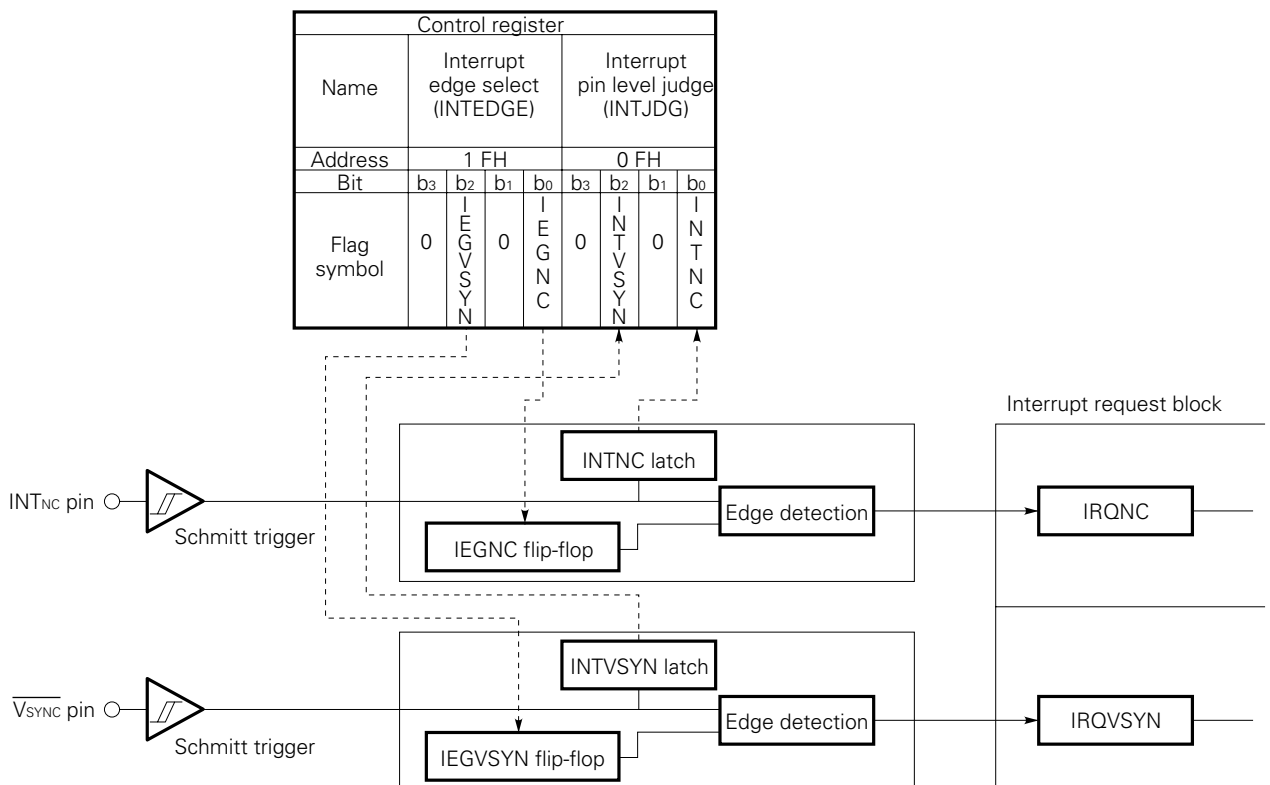 Control register
Name
Interrupt
edge select
(INTEDGE)
Interrupt
pin level judge
(INTJDG)
Address
1 FH
0 FH
Bit
b3
b2
b1
b0
b3
b2
b1
b0
Flag
symbol
0
IEGVSYN
0
IEGNC
0
INTVSYN
0
INTNC
Interrupt request block
INTNC latch
INTNC pin
Schmitt trigger
Edge detection
IEGNC flip-flop
IRQNC
INTVSYN latch
VSYNC pin
Schmitt trigger
Edge detection
IEGVSYN flip-flop
IRQVSYN